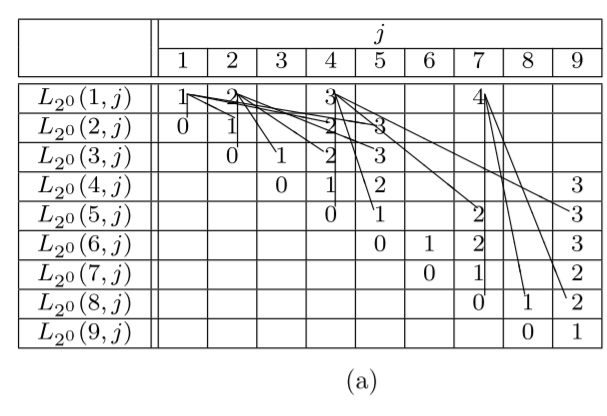 j
1 2 3 4 5 6 7 8 9
L_{2^0}(1, j) 1 2 3 4
L_{2^0}(2, j) 0 1 2 3
L_{2^0}(3, j) 0 1 2 3
L_{2^0}(4, j) 0 1 2 3
L_{2^0}(5, j) 0 1 2 3
L_{2^0}(6, j) 0 1 2 3
L_{2^0}(7, j) 0 1 2
L_{2^0}(8, j) 0 1 2
L_{2^0}(9, j) 0 1
(a)